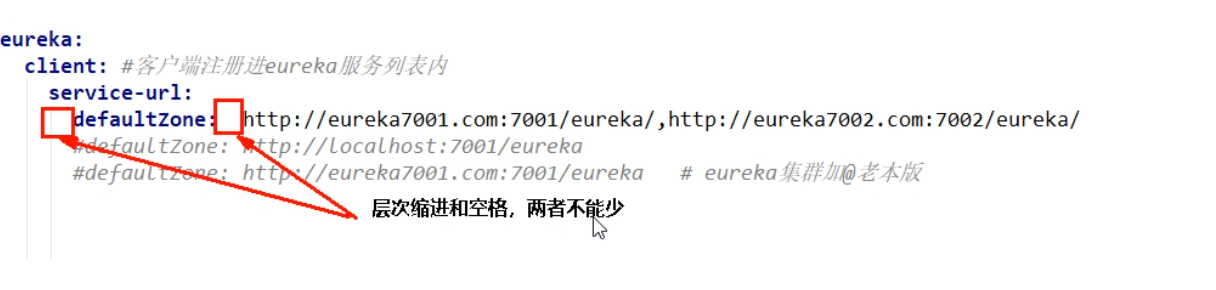 eureka:
client: #客户端注册进eureka服务列表内
service-url:
defaultZone: http://eureka7001.com:7001/eureka/,http://eureka7002.com:7002/eureka/
#defaultZone: http://localhost:7001/eureka
#defaultZone: http://eureka7001.com:7001/eureka # eureka集群加@老本版
层次缩进和空格，两者不能少